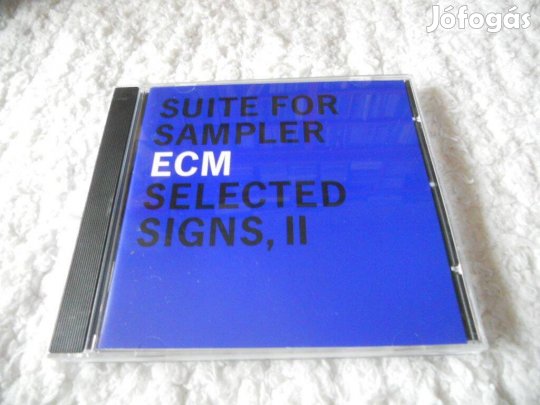 Jófogás
SUITE FOR
SAMPLER
ECM
SELECTED
SIGNS, II